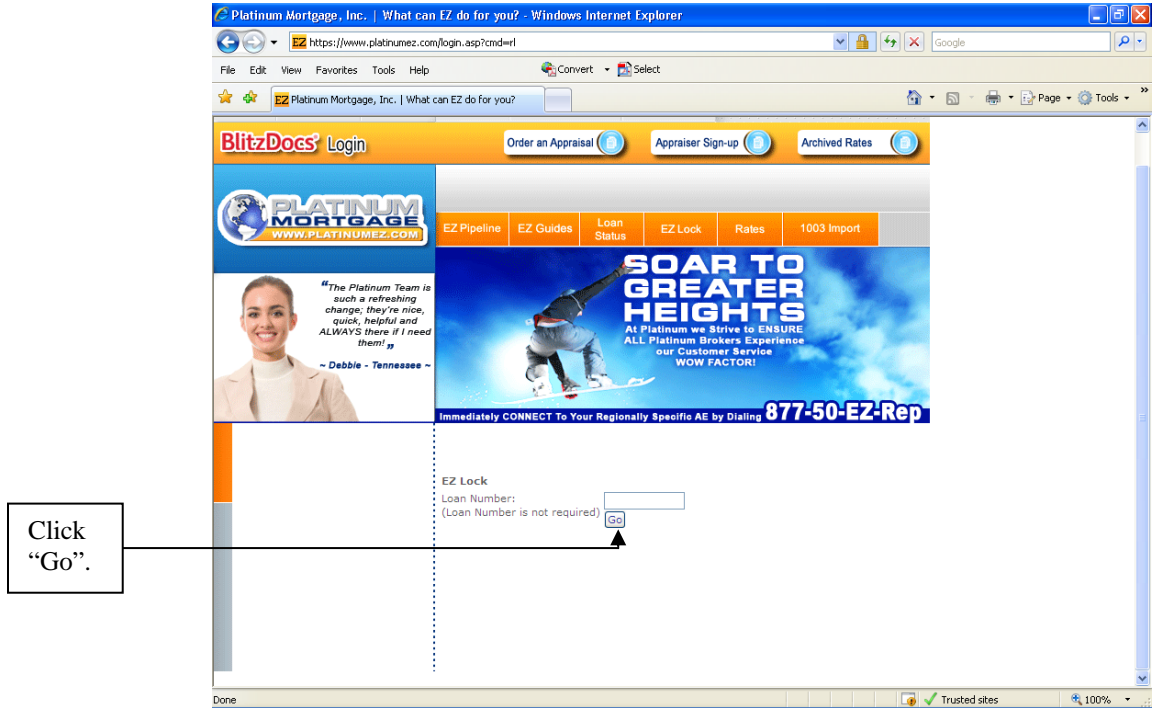 Platinum Mortgage, Inc. | What can EZ do for you? - Windows Internet Explorer
EZ https://www.platinumez.com/login.asp?cmd=rl
Google
File Edit View Favorites Tools Help
Convert Select
EZ Platinum Mortgage, Inc. | What can EZ do for you?
Page Tools »
BlitzDocs® Login
Order an Appraisal
Appraiser Sign-up
Archived Rates
PLATINUM
MORTGAGE
WWW.PLATINUMEZ.COM
EZ Pipeline
EZ Guides
Loan
Status
EZ Lock
Rates
1003 Import
“The Platinum Team is
such a refreshing
change; they're nice,
quick, helpful and
ALWAYS there if I need
them!”
~ Debbie - Tennessee ~
SOAR TO
GREATER
HEIGHTS
At Platinum we Strive to ENSURE
ALL Platinum Brokers Experience
our Customer Service
WOW FACTOR!
Immediately CONNECT To Your Regionally Specific AE by Dialing 877-50-EZ-Rep
EZ Lock
Loan Number:
(Loan Number is not required)
Go
Click
“Go”.
Done
Trusted sites
100%